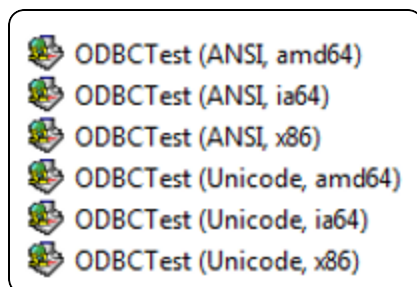 ODBCTest (ANSI, amd64)
ODBCTest (ANSI, ia64)
ODBCTest (ANSI, x86)
ODBCTest (Unicode, amd64)
ODBCTest (Unicode, ia64)
ODBCTest (Unicode, x86)